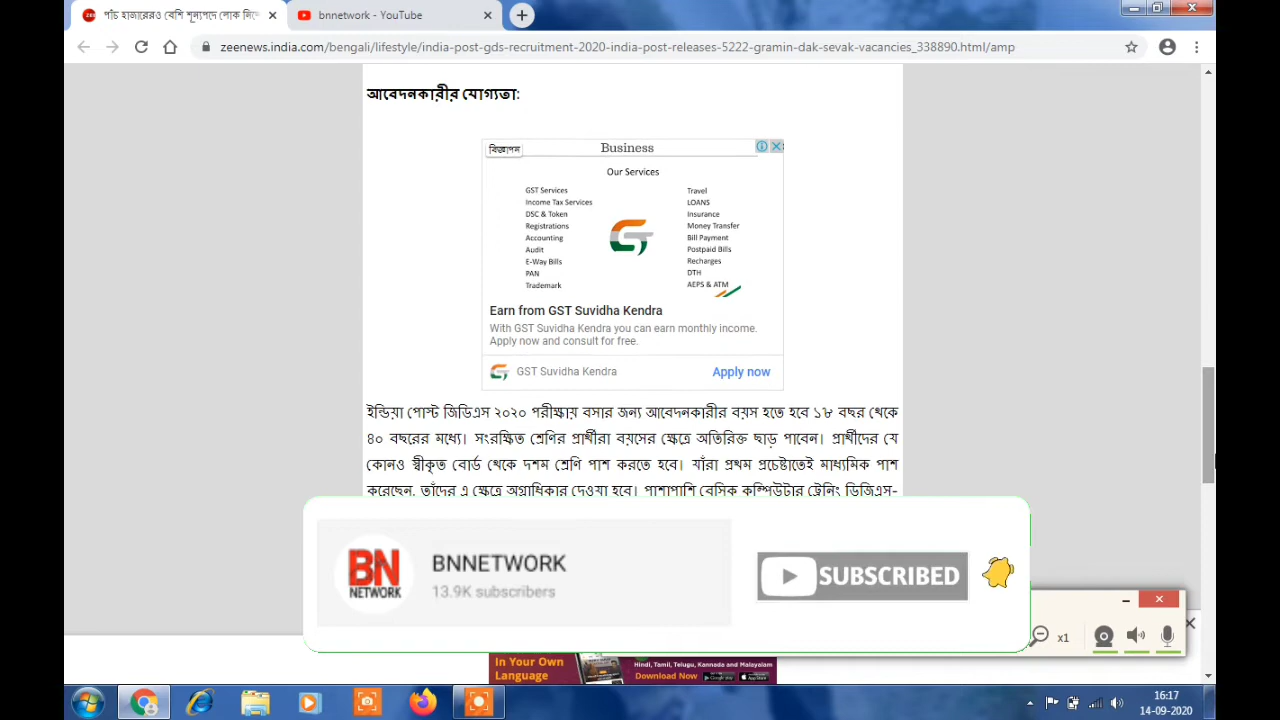 পাঁচ হাজারেরও বেশি শূন্যপদে লোক
bnnetwork - YouTube
zeenews.india.com/bengali/lifestyle/india-post-gds-recruitment-2020-india-post-releases-5222-gramin-dak-sevak-vacancies_338890.html/amp
আবেদনকারীর যোগ্যতা:
বিজ্ঞাপন
Business
Our Services
GST Services
Income Tax Services
DSC & Token
Registrations
Accounting
Audit
E-Way Bills
PAN
Trademark
Travel
LOANS
Insurance
Money Transfer
Bill Payment
Postpaid Bills
Recharges
DTH
AEPS & ATM
Earn from GST Suvidha Kendra
With GST Suvidha Kendra you can earn monthly income.
Apply now and consult for free.
GST Suvidha Kendra
Apply now
ইন্ডিয়া পোস্ট জিডিএস ২০২০ পরীক্ষায় বসার জন্য আবেদনকারীর বয়স হতে হবে ১৮ বছর থেকে
৪০ বছরের মধ্যে। সংরক্ষিত শ্রেণির প্রার্থীরা বয়সের ক্ষেত্রে অতিরিক্ত ছাড় পাবেন। প্রার্থীদের যে
কোনও স্বীকৃত বোর্ড থেকে দশম শ্রেণি পাশ করতে হবে। যাঁরা প্রথম প্রচেষ্টাতেই মাধ্যমিক পাশ
করেছেন, তাঁদের এ ক্ষেত্রে অগ্রাধিকার দেওয়া হবে। পাশাপাশি বেসিক কম্পিউটার ট্রেনিং ডিজিএস-
BN
NETWORK
BNNETWORK
13.9K subscribers
SUBSCRIBED
x1
In Your Own
Language
Hindi, Tamil, Telugu, Kannada and Malayalam
Download Now
16:17
14-09-2020